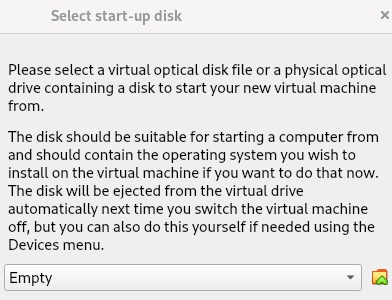 Select start-up disk
Please select a virtual optical disk file or a physical optical
drive containing a disk to start your new virtual machine
from.
The disk should be suitable for starting a computer from
and should contain the operating system you wish to
install on the virtual machine if you want to do that now.
The disk will be ejected from the virtual drive
automatically next time you switch the virtual machine
off, but you can also do this yourself if needed using the
Devices menu.
Empty